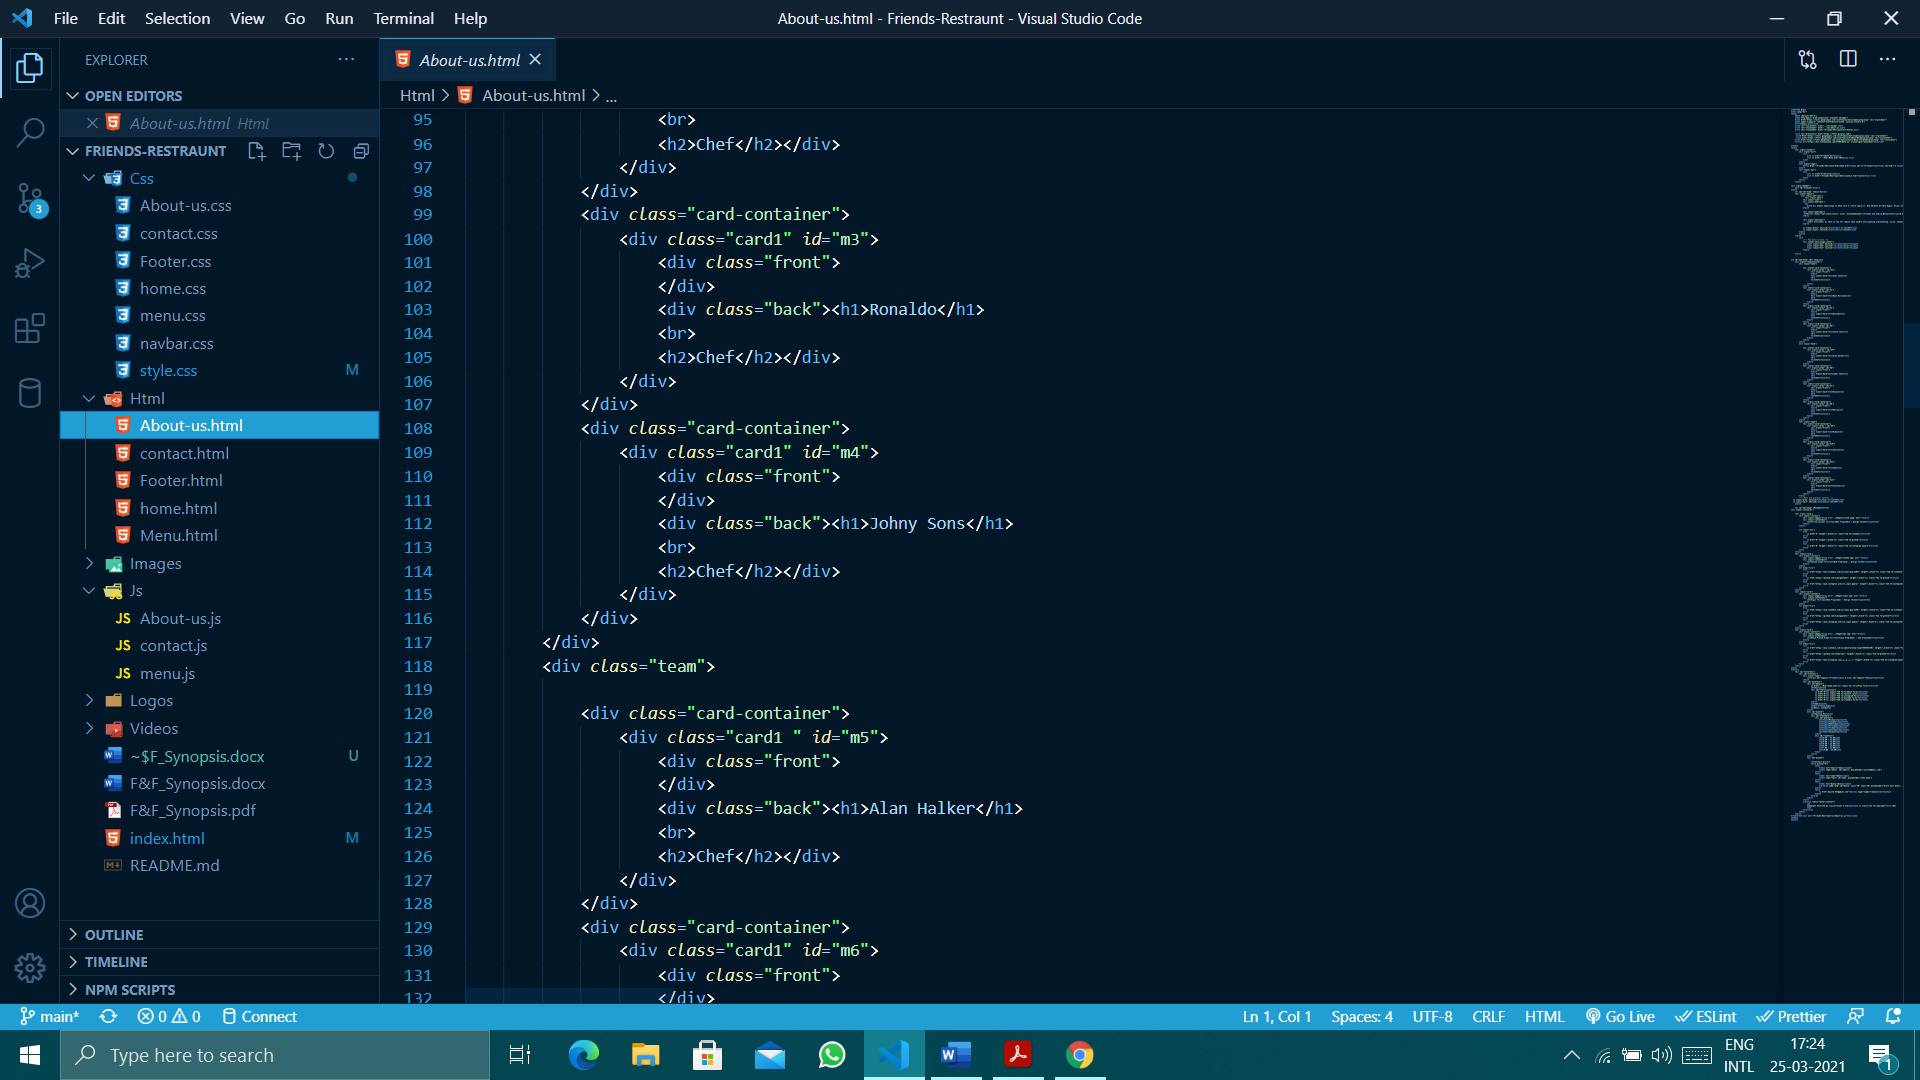 File Edit Selection View Go Run Terminal Help
About-us.html - Friends-Restraunt - Visual Studio Code
EXPLORER
OPEN EDITORS
About-us.html Html
FRIENDS-RESTRAUNT
Css
About-us.css
contact.css
Footer.css
home.css
menu.css
navbar.css
style.css M
Html
About-us.html
contact.html
Footer.html
home.html
Menu.html
Images
Js
JS About-us.js
JS contact.js
JS menu.js
Logos
Videos
~$F_Synopsis.docx U
F&F_Synopsis.docx
F&F_Synopsis.pdf
index.html M
README.md
OUTLINE
TIMELINE
NPM SCRIPTS
3
About-us.html
Html > About-us.html > ...
95 <br>
96 <h2>Chef</h2></div>
97 </div>
98 </div>
99 <div class="card-container">
100 <div class="card1" id="m3">
101 <div class="front">
102 </div>
103 <div class="back"><h1>Ronaldo</h1>
104 <br>
105 <h2>Chef</h2></div>
106 </div>
107 </div>
108 <div class="card-container">
109 <div class="card1" id="m4">
110 <div class="front">
111 </div>
112 <div class="back"><h1>Johny Sons</h1>
113 <br>
114 <h2>Chef</h2></div>
115 </div>
116 </div>
117 </div>
118 <div class="team">
119
120 <div class="card-container">
121 <div class="card1 " id="m5">
122 <div class="front">
123 </div>
124 <div class="back"><h1>Alan Halker</h1>
125 <br>
126 <h2>Chef</h2></div>
127 </div>
128 </div>
129 <div class="card-container">
130 <div class="card1" id="m6">
131 <div class="front">
132 </div>
main* 0 0 Connect
Ln 1, Col 1 Spaces: 4 UTF-8 CRLF HTML Go Live ESLint Prettier
Type here to search
ENG
INTL
17:24
25-03-2021
1